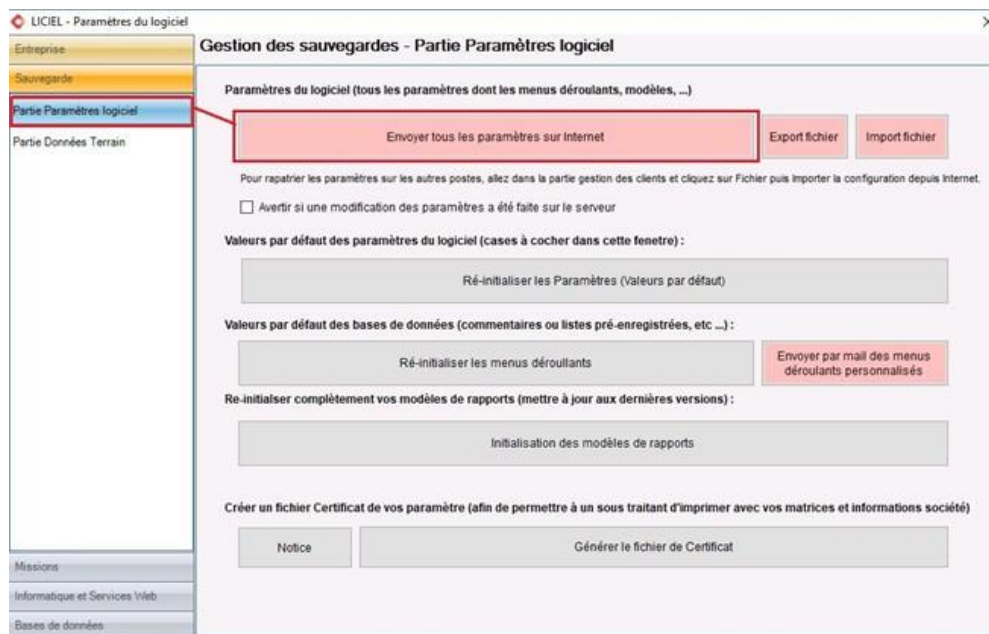 LICIEL - Paramètres du logiciel
Entreprise
Sauvegarde
Partie Paramètres logiciel
Partie Données Terrain
Missions
Informatique et Services Web
Bases de données
Gestion des sauvegardes - Partie Paramètres logiciel
Paramètres du logiciel (tous les paramètres dont les menus déroulants, modèles, ...)
Envoyer tous les paramètres sur Internet
Export fichier
Import fichier
Pour rapatrier les paramètres sur les autres postes, allez dans la partie gestion des clients et cliquez sur Fichier puis Importer la configuration depuis Internet.
Avertir si une modification des paramètres a été faite sur le serveur
Valeurs par défaut des paramètres du logiciel (cases à cocher dans cette fenetre) :
Ré-initialiser les Paramètres (Valeurs par défaut)
Valeurs par défaut des bases de données (commentaires ou listes pré-enregistrées, etc ...) :
Ré-initialiser les menus déroullants
Envoyer par mail des menus
déroulants personnalisés
Re-initialser complètement vos modèles de rapports (mettre à jour aux dernières versions) :
Initialisation des modèles de rapports
Créer un fichier Certificat de vos paramètre (afin de permettre à un sous traitant d'imprimer avec vos matrices et informations société)
Notice
Générer le fichier de Certificat